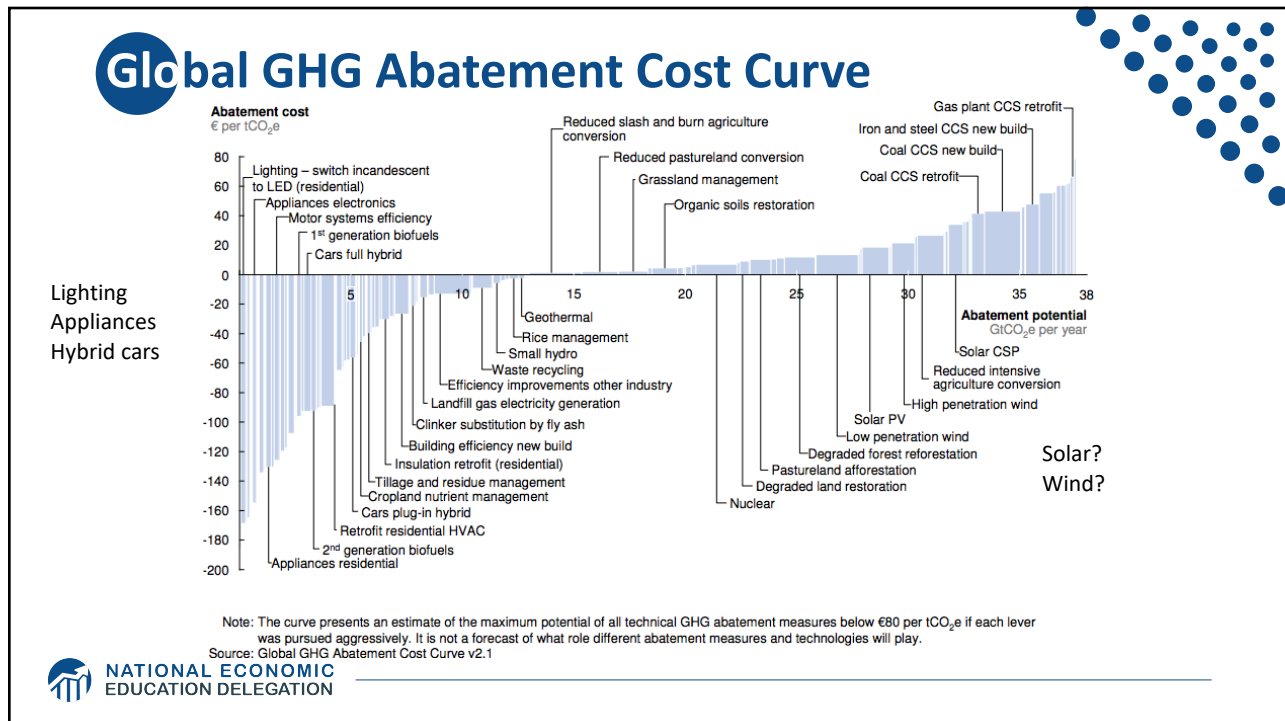 Global GHG Abatement Cost Curve
Abatement cost
€ per tCO2e
80
60
40
20
0
-20
-40
-60
-80
-100
-120
-140
-160
-180
-200
Lighting – switch incandescent
to LED (residential)
Appliances electronics
Motor systems efficiency
1st generation biofuels
Cars full hybrid
Reduced slash and burn agriculture
conversion
Reduced pastureland conversion
Grassland management
Organic soils restoration
Gas plant CCS retrofit
Iron and steel CCS new build
Coal CCS new build
Coal CCS retrofit
5
10
15
20
25
30
35
38
Abatement potential
GtCO2e per year
Lighting
Appliances
Hybrid cars
Geothermal
Rice management
Small hydro
Waste recycling
Efficiency improvements other industry
Landfill gas electricity generation
Clinker substitution by fly ash
Building efficiency new build
Insulation retrofit (residential)
Tillage and residue management
Cropland nutrient management
Cars plug-in hybrid
Retrofit residential HVAC
2nd generation biofuels
Appliances residential
Solar CSP
Reduced intensive
agriculture conversion
High penetration wind
Solar PV
Low penetration wind
Degraded forest reforestation
Pastureland afforestation
Degraded land restoration
Nuclear
Solar?
Wind?
Note: The curve presents an estimate of the maximum potential of all technical GHG abatement measures below €80 per tCO2e if each lever
was pursued aggressively. It is not a forecast of what role different abatement measures and technologies will play.
Source: Global GHG Abatement Cost Curve v2.1
NATIONAL ECONOMIC
EDUCATION DELEGATION